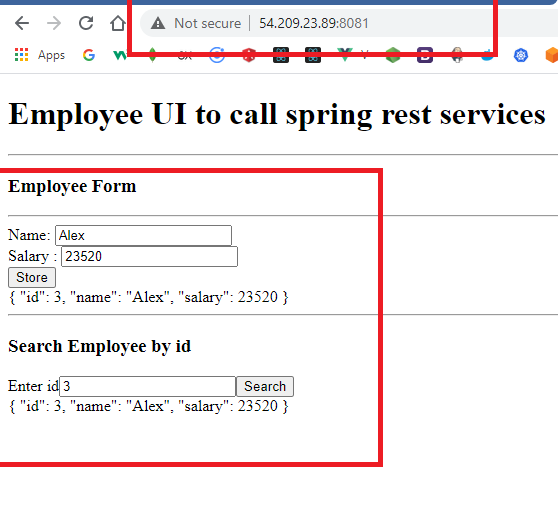 Not secure | 54.209.23.89:8081
Apps
Employee UI to call spring rest services
Employee Form
Name: Alex
Salary : 23520
Store
{ "id": 3, "name": "Alex", "salary": 23520 }
Search Employee by id
Enter id 3 Search
{ "id": 3, "name": "Alex", "salary": 23520 }